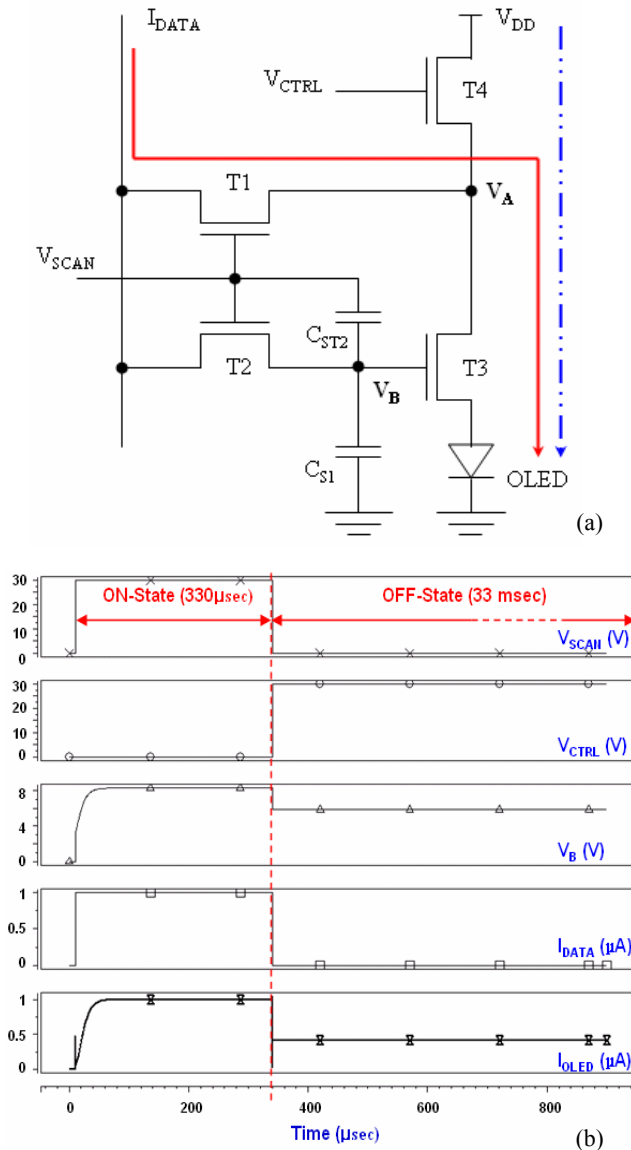 I_DATA
V_DD
V_CTRL
T4
T1
V_A
V_SCAN
C_ST2
T2
T3
V_B
C_S1
OLED
(a)
30
20
10
0
ON-State (330μsec)
OFF-State (33 msec)
V_SCAN (V)
30
20
10
0
V_CTRL (V)
8
4
0
V_B (V)
1
0.5
0
I_DATA (μA)
1
0.5
0
I_OLED (μA)
0
200
400
600
800
Time (μsec)
(b)